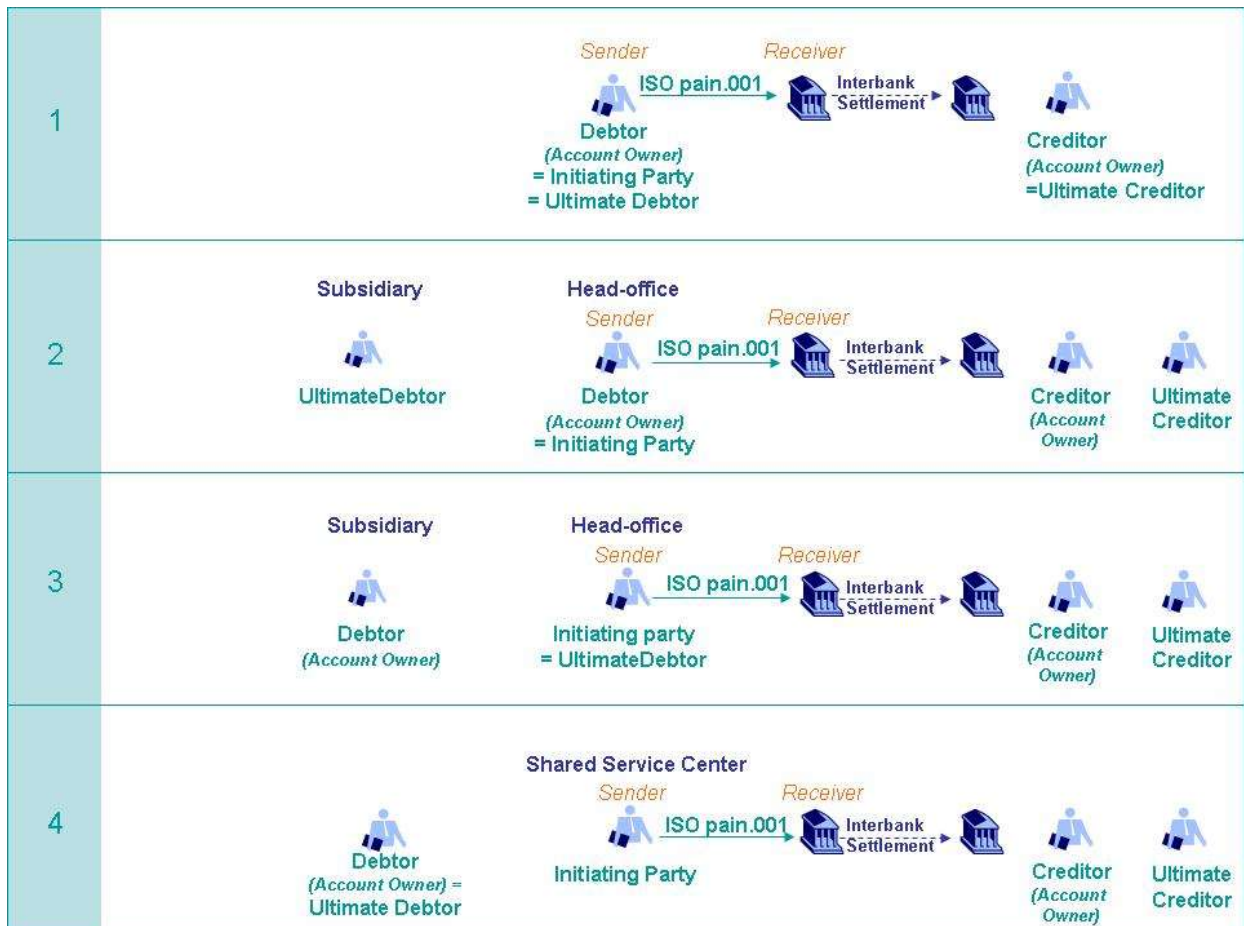 1
Sender
Receiver
ISO pain.001
Interbank
Settlement
Debtor
(Account Owner)
= Initiating Party
= Ultimate Debtor
Creditor
(Account Owner)
=Ultimate Creditor
2
Subsidiary
Head-office
Sender
Receiver
ISO pain.001
Interbank
Settlement
UltimateDebtor
Debtor
(Account Owner)
= Initiating Party
Creditor
(Account
Owner)
Ultimate
Creditor
3
Subsidiary
Head-office
Sender
Receiver
ISO pain.001
Interbank
Settlement
Debtor
(Account Owner)
Initiating party
= UltimateDebtor
Creditor
(Account
Owner)
Ultimate
Creditor
4
Shared Service Center
Sender
Receiver
ISO pain.001
Interbank
Settlement
Debtor
(Account Owner) =
Ultimate Debtor
Initiating Party
Creditor
(Account
Owner)
Ultimate
Creditor